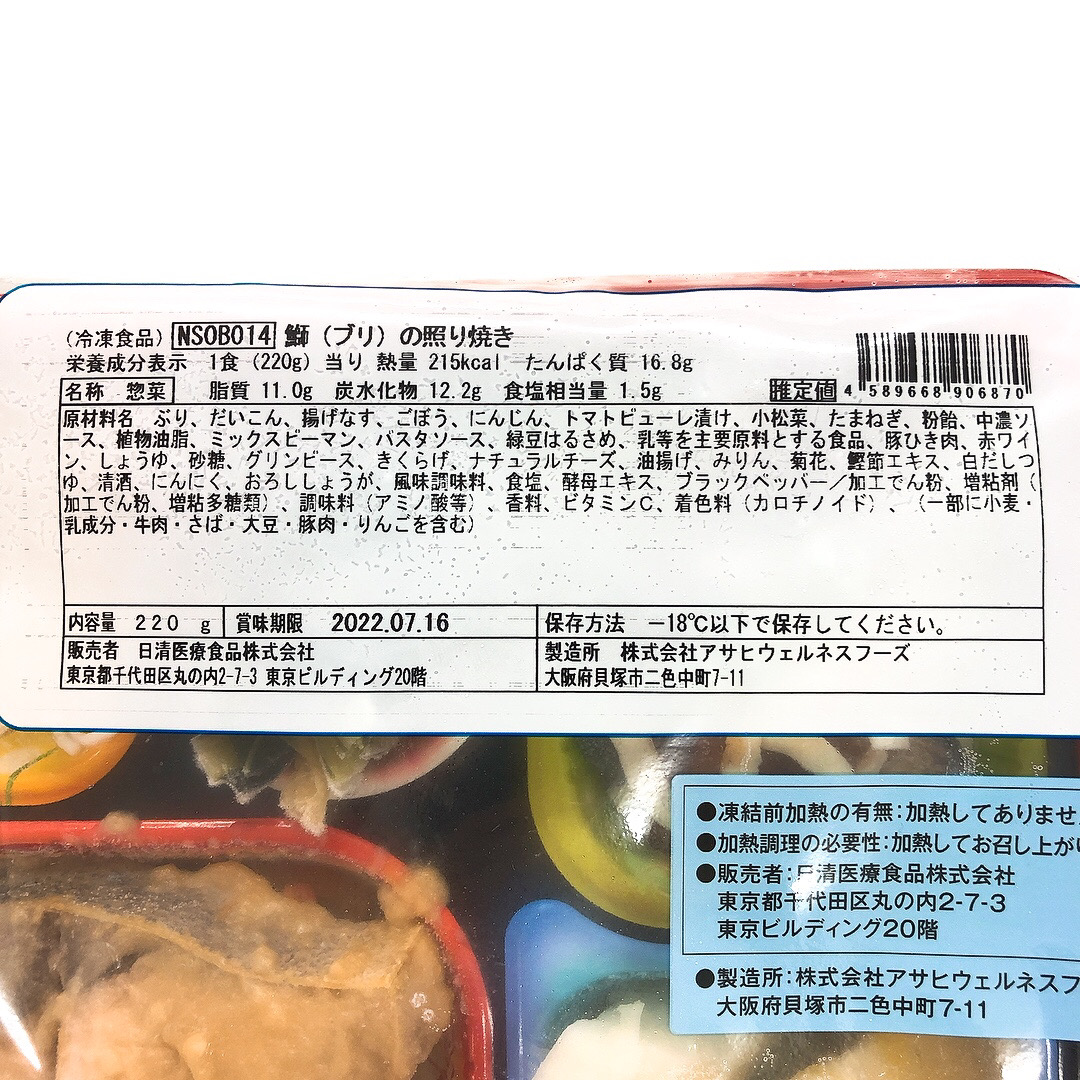 (冷凍食品) NSOB014 鰤（ブリ）の照り焼き
栄養成分表示 1食 (220g) 当り 熱量 215kcal たんぱく質 16.8g
名称 惣菜 脂質 11.0g 炭水化物 12.2g 食塩相当量 1.5g 推定値 4 589668 906870
原材料名 ぶり、だいこん、揚げなす、ごぼう、にんじん、トマトピューレ漬け、小松菜、たまねぎ、粉飴、中濃ソ
ース、植物油脂、ミックスピーマン、パスタソース、緑豆はるさめ、乳等を主要原料とする食品、豚ひき肉、赤ワイ
ン、しょうゆ、砂糖、グリンピース、きくらげ、ナチュラルチーズ、油揚げ、みりん、菊花、鰹節エキス、白だしつ
ゆ、清酒、にんにく、おろししょうが、風味調味料、食塩、酵母エキス、ブラックペッパー／加工でん粉、増粘剤（
加工でん粉、増粘多糖類）、調味料（アミノ酸等）、香料、ビタミンC、着色料（カロチノイド）、（一部に小麦・
乳成分・牛肉・さば・大豆・豚肉・りんごを含む）
内容量 220 g 賞味期限 2022.07.16 保存方法 －18℃以下で保存してください。
販売者 日清医療食品株式会社
東京都千代田区丸の内2-7-3 東京ビルディング20階
製造所 株式会社アサヒウェルネスフーズ
大阪府貝塚市二色中町7-11
●凍結前加熱の有無：加熱してありませ
●加熱調理の必要性：加熱してお召し上が
●販売者：日清医療食品株式会社
東京都千代田区丸の内2-7-3
東京ビルディング20階
●製造所：株式会社アサヒウェルネスフ
大阪府貝塚市二色中町7-11